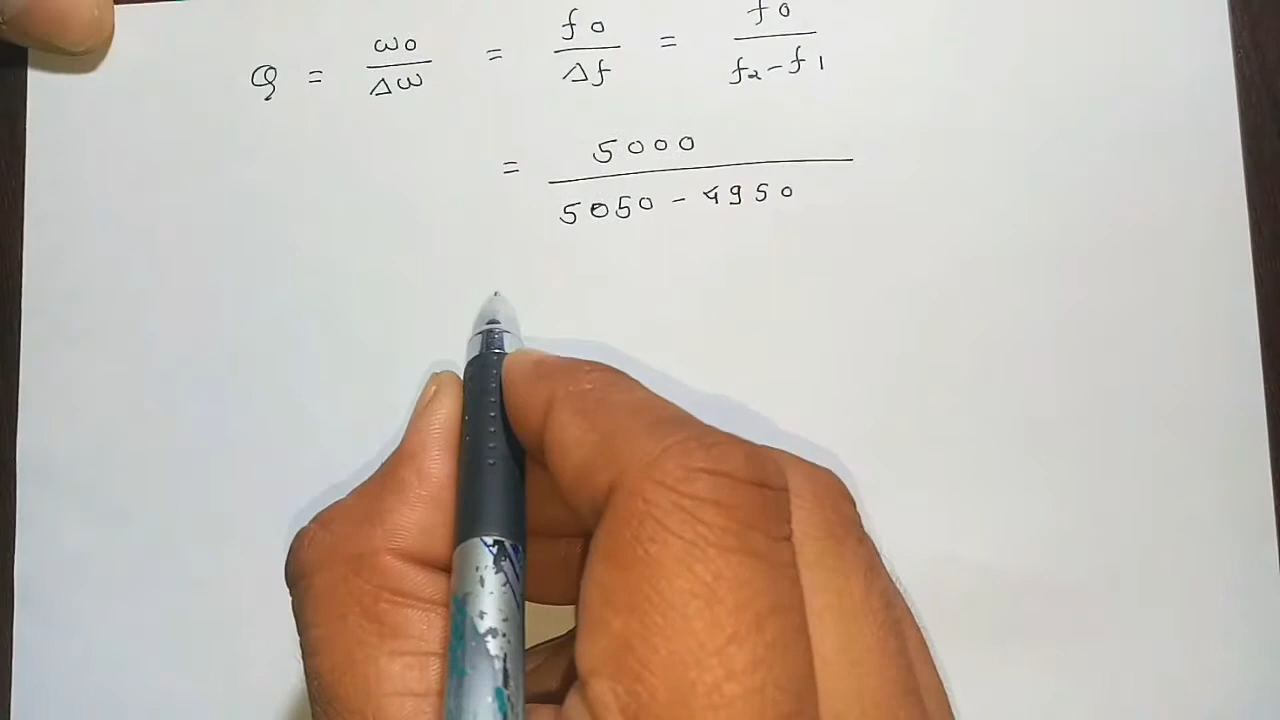 Q = ω0/Δω = f0/Δf = f0/f2-f1
= 5000/5050-4950